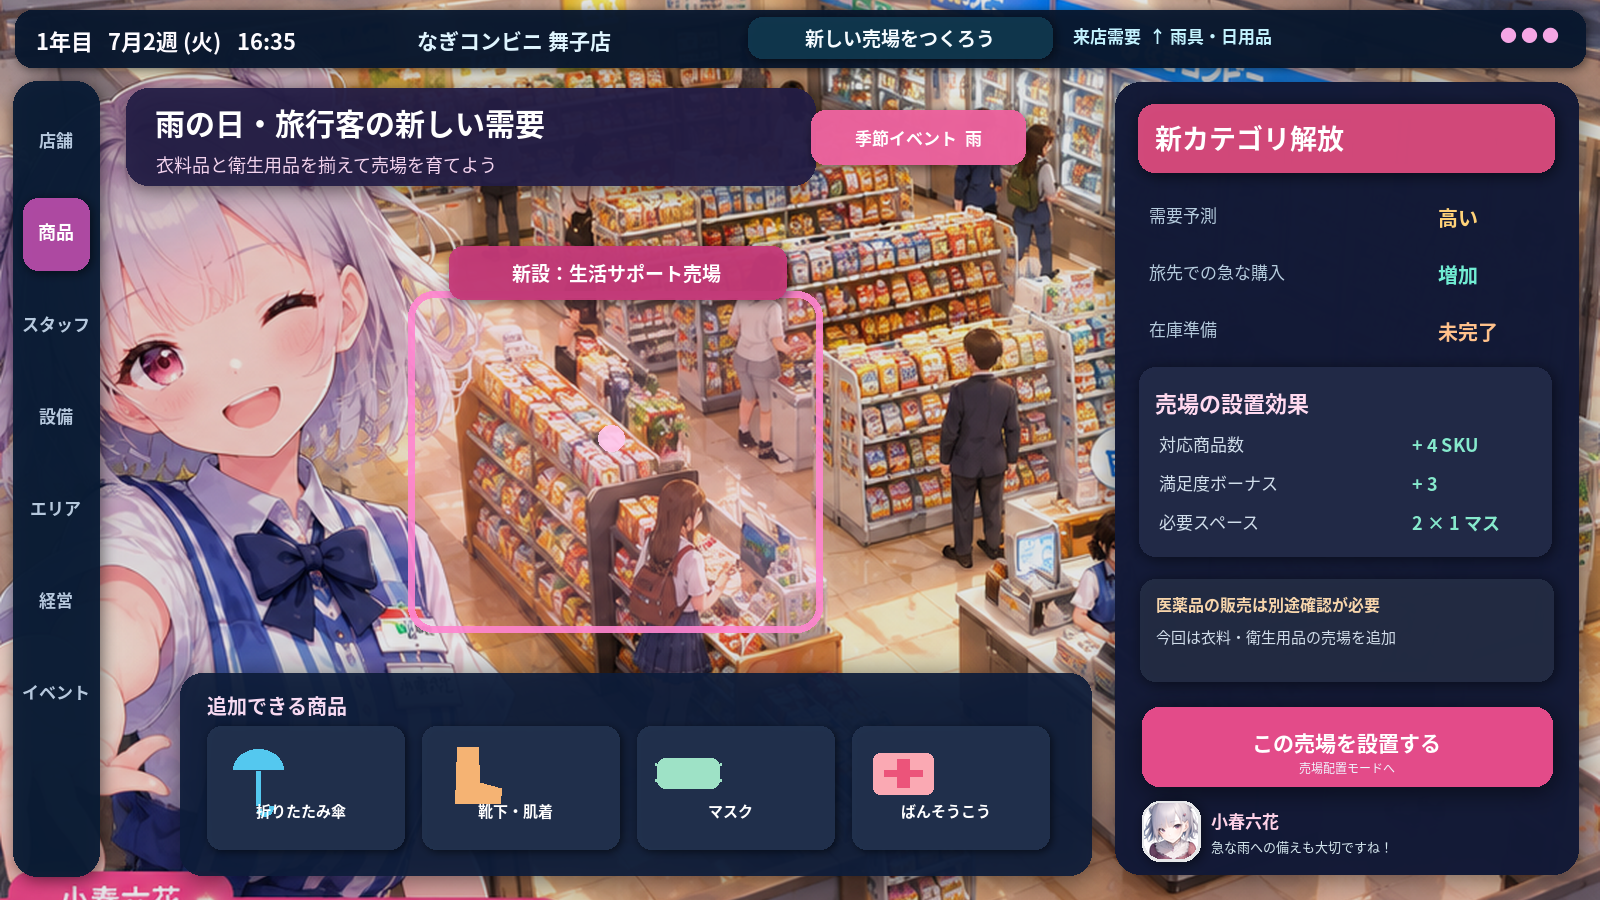 1年目 7月2週 (火) 16:35
なぎコンビニ 舞子店
新しい売場をつくろう
来店需要 ↑ 雨具・日用品
店舗
商品
スタッフ
設備
エリア
経営
イベント
雨の日・旅行客の新しい需要
衣料品と衛生用品を揃えて売場を育てよう
季節イベント 雨
新設：生活サポート売場
追加できる商品
折りたたみ傘
靴下・肌着
マスク
ばんそうこう
新カテゴリ解放
需要予測 高い
旅先での急な購入 増加
在庫準備 未完了
売場の設置効果
対応商品数 + 4 SKU
満足度ボーナス + 3
必要スペース 2 × 1 マス
医薬品の販売は別途確認が必要
今回は衣料・衛生用品の売場を追加
この売場を設置する
売場配置モードへ
小春六花
急な雨への備えも大切ですね！
小春六花